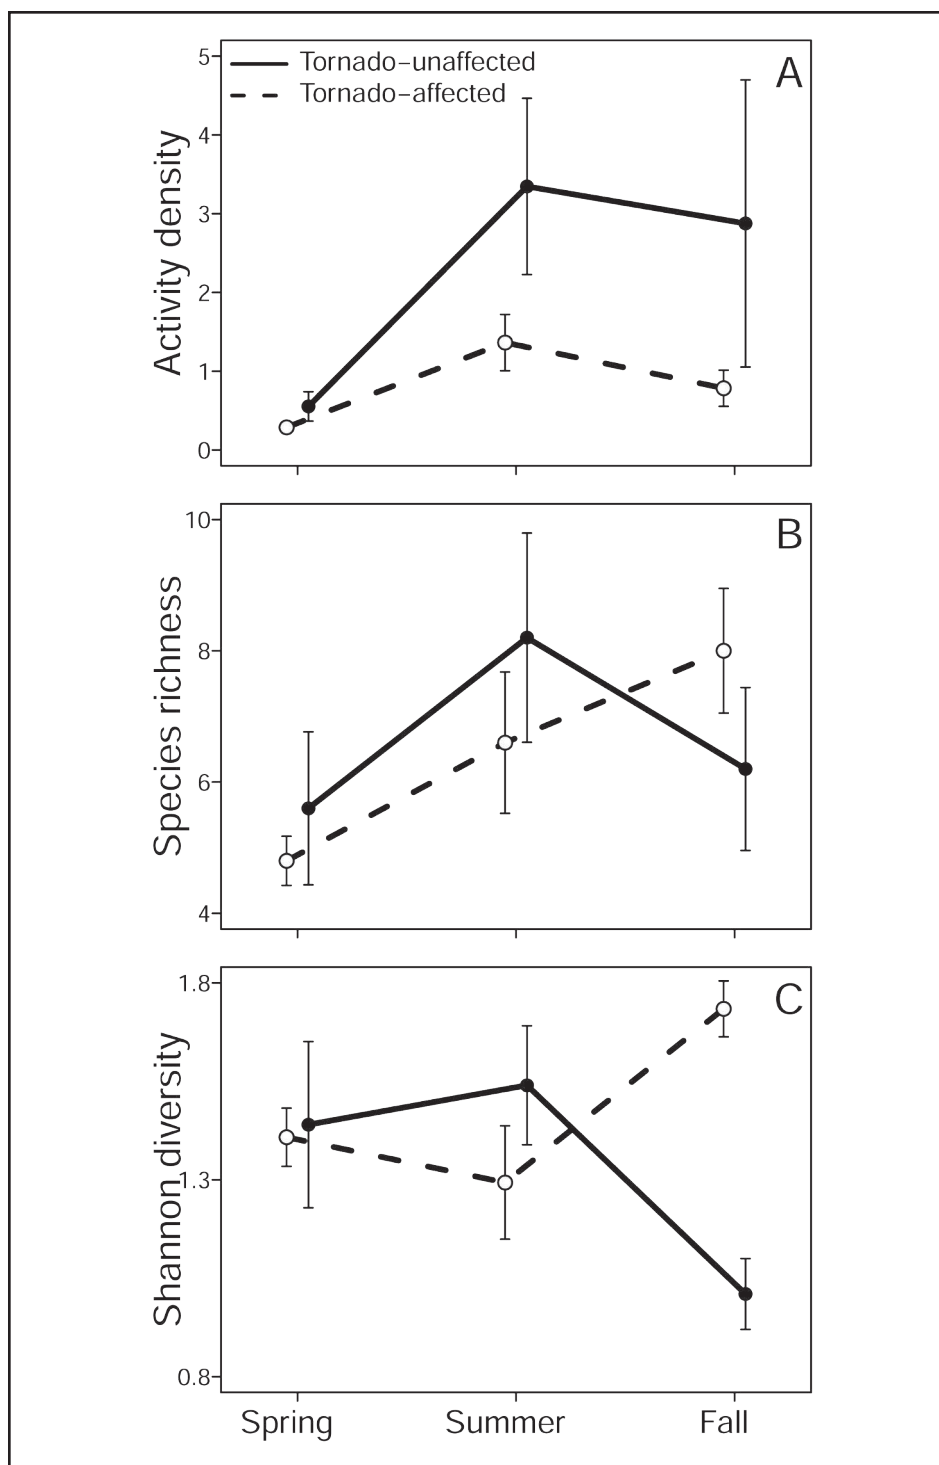 Tornado−unaffected
Tornado−affected
A
Activity density
5
4
3
2
1
0
B
Species richness
10
8
6
4
C
Shannon diversity
1.8
1.3
0.8
Spring Summer Fall